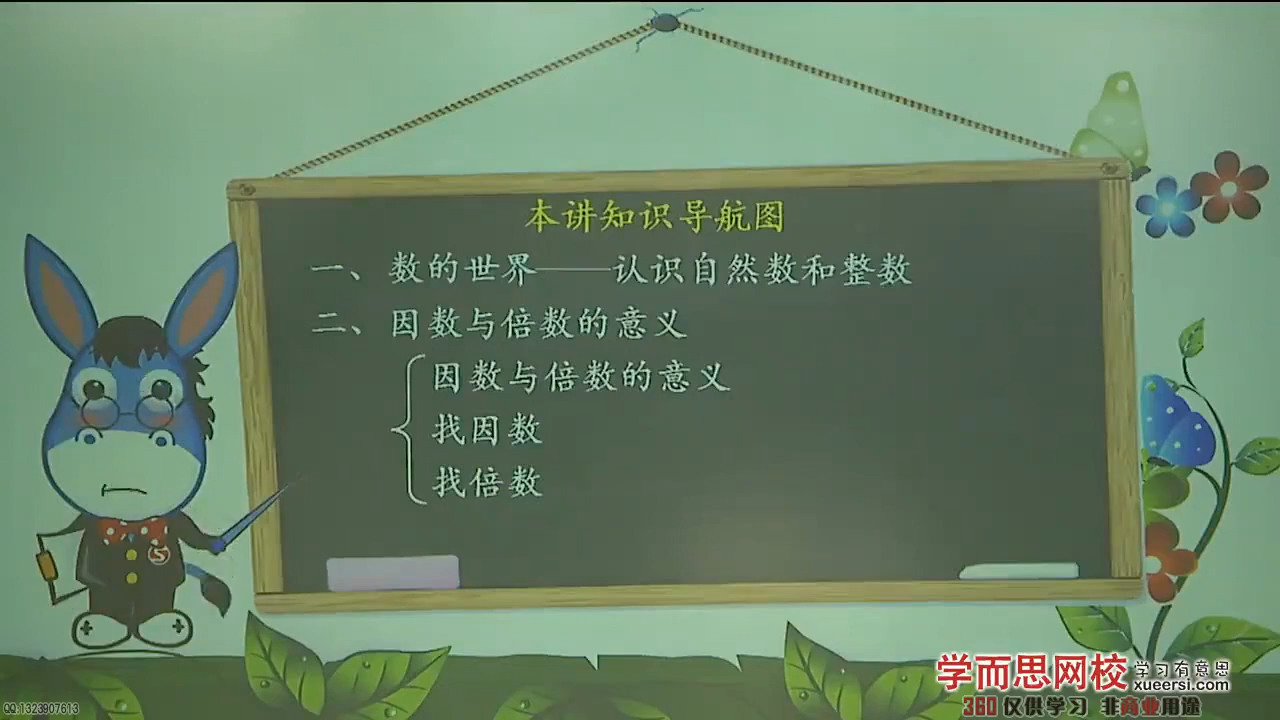 本讲知识导航图
一、数的世界——认识自然数和整数
二、因数与倍数的意义
因数与倍数的意义
找因数
找倍数
S
学而思网校 学习有意思
xueersi.com
360 仅供学习 非商业用途
QQ:1323907613